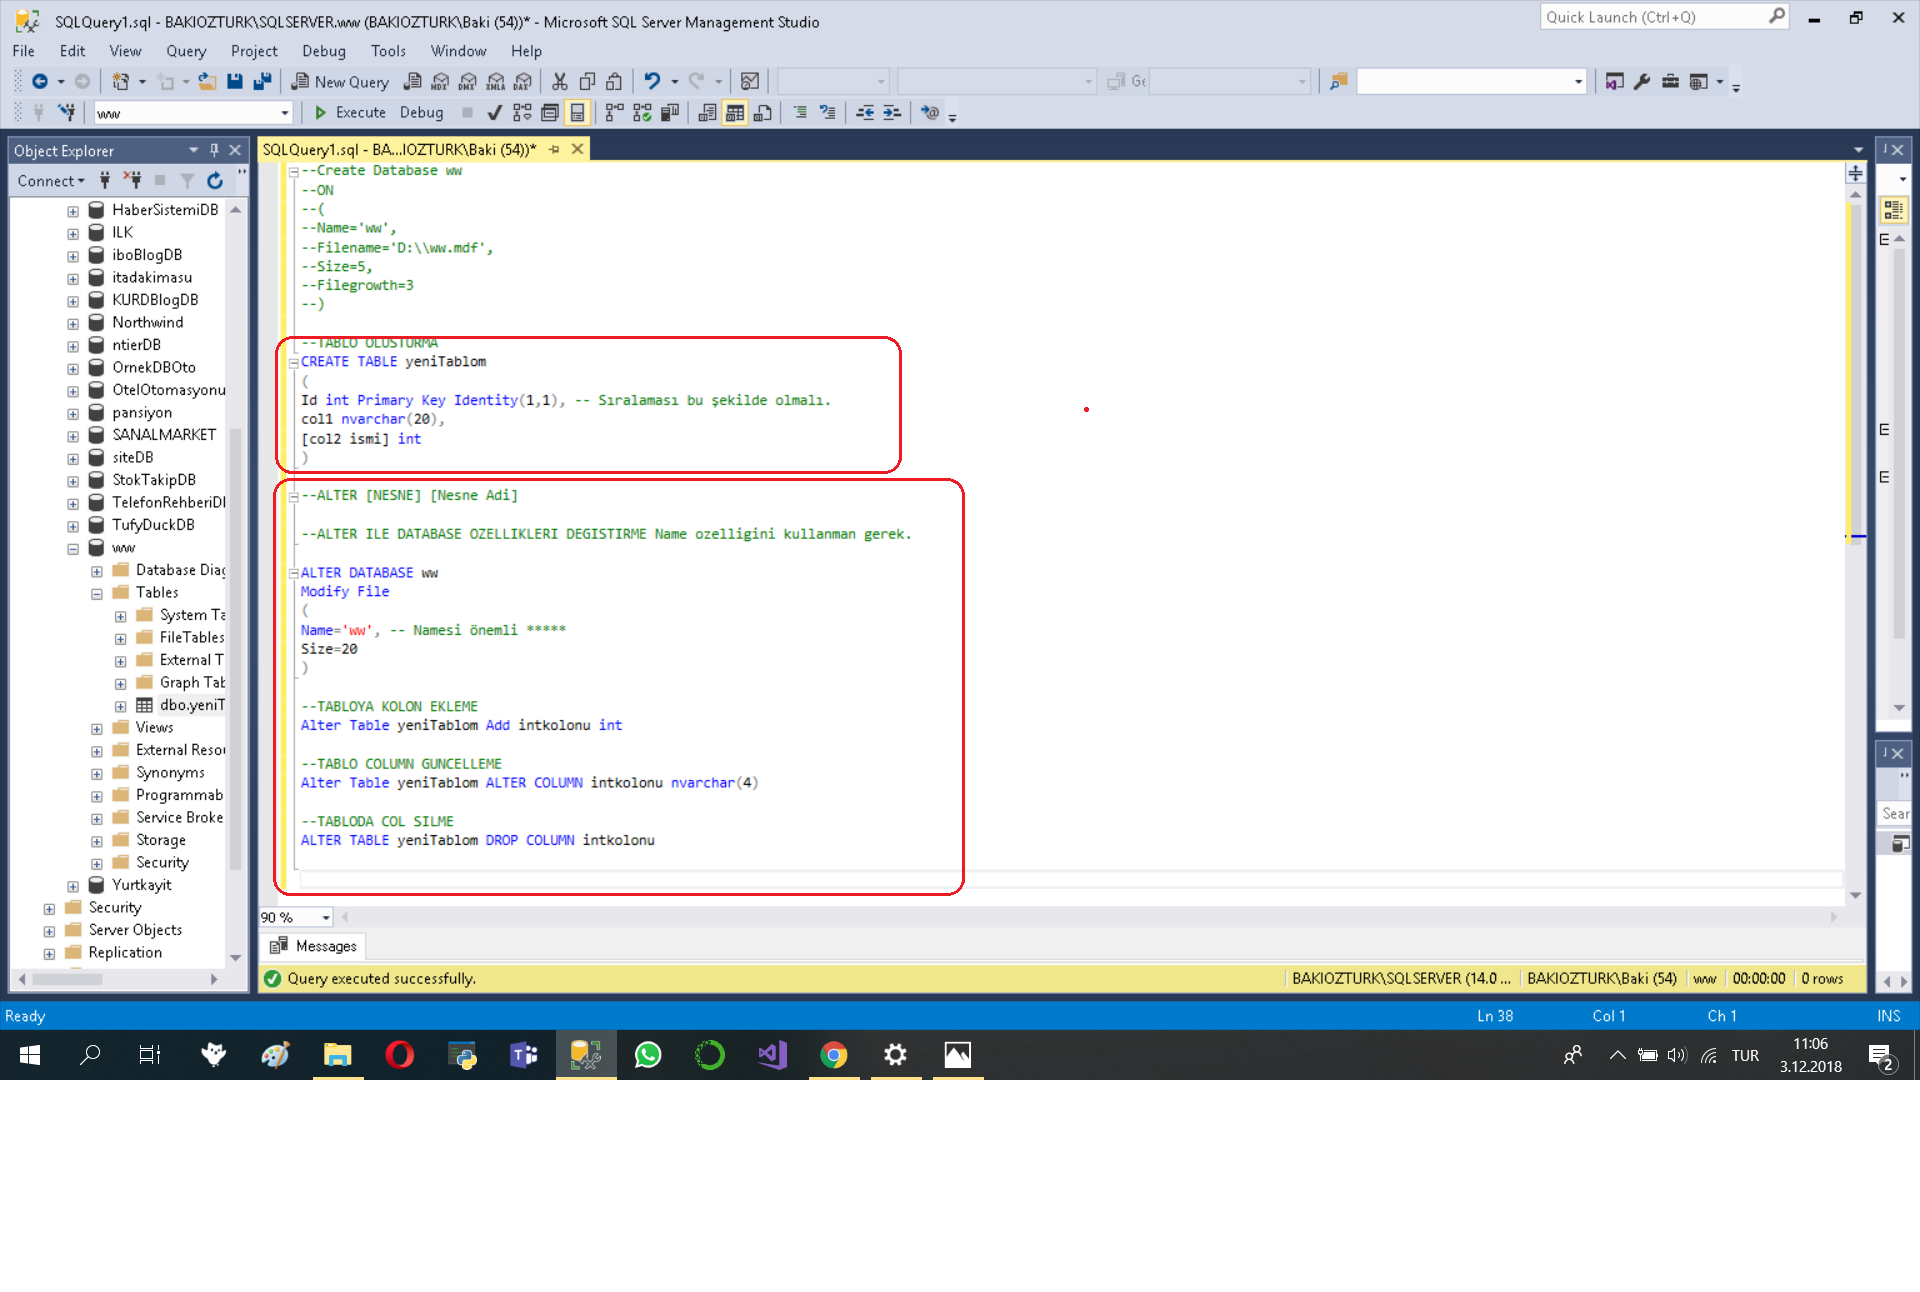 SQLQuery1.sql - BAKIOZTURK\SQLSERVER.ww (BAKIOZTURK\Baki (54))* - Microsoft SQL Server Management Studio
Quick Launch (Ctrl+Q)
File Edit View Query Project Debug Tools Window Help
New Query MDX DMX XMLA DAX
ww Execute Debug
Object Explorer
Connect
HaberSistemiDB
ILK
iboBlogDB
itadakimasu
KURDBlogDB
Northwind
ntierDB
OrnekDBOto
OtelOtomasyonu
pansiyon
SANALMARKET
siteDB
StokTakipDB
TelefonRehberiDI
TufyDuckDB
ww
Database Diag
Tables
System Ta
FileTables
External T
Graph Tab
dbo.yeniT
Views
External Resou
Synonyms
Programmab
Service Broke
Storage
Security
Yurtkayit
Security
Server Objects
Replication
SQLQuery1.sql - BA...IOZTURK\Baki (54))*
--Create Database ww
--ON
--(
--Name='ww',
--Filename='D:\\ww.mdf',
--Size=5,
--Filegrowth=3
--)
--TABLO OLUSTURMA
CREATE TABLE yeniTablom
(
Id int Primary Key Identity(1,1), -- Sıralaması bu şekilde olmalı.
col1 nvarchar(20),
[col2 ismi] int
)
--ALTER [NESNE] [Nesne Adi]
--ALTER ILE DATABASE OZELLIKLERI DEGISTIRME Name ozelligini kullanman gerek.
ALTER DATABASE ww
Modify File
(
Name='ww', -- Namesi önemli *****
Size=20
)
--TABLOYA KOLON EKLEME
Alter Table yeniTablom Add intkolonu int
--TABLO COLUMN GUNCELLEME
Alter Table yeniTablom ALTER COLUMN intkolonu nvarchar(4)
--TABLODA COL SILME
ALTER TABLE yeniTablom DROP COLUMN intkolonu
90 %
Messages
Query executed successfully.
BAKIOZTURK\SQLSERVER (14.0 ... BAKIOZTURK\Baki (54) ww 00:00:00 0 rows
Sear
Ready Ln 38 Col 1 Ch 1 INS
TUR
11:06
3.12.2018
2